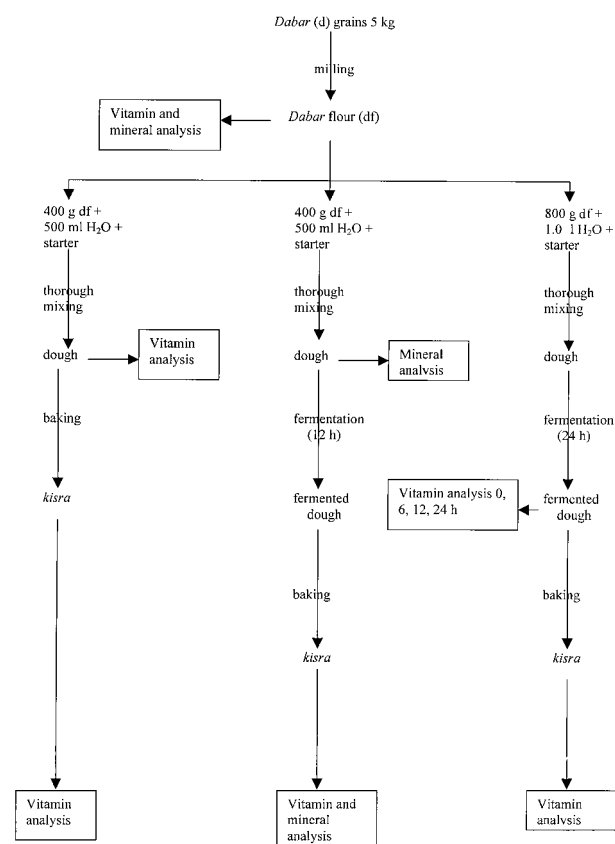 Dabar (d) grains 5 kg
milling
Vitamin and
mineral analysis
Dabar flour (df)
400 g df +
500 ml H₂O +
starter
400 g df +
500 ml H₂O +
starter
800 g df +
1.0 l H₂O +
starter
thorough
mixing
thorough
mixing
thorough
mixing
dough
Vitamin
analysis
dough
Mineral
analysis
dough
baking
fermentation
(12 h)
fermentation
(24 h)
kisra
fermented
dough
Vitamin analysis 0,
6, 12, 24 h
fermented
dough
baking
baking
kisra
kisra
Vitamin
analysis
Vitamin and
mineral
analysis
Vitamin
analysis